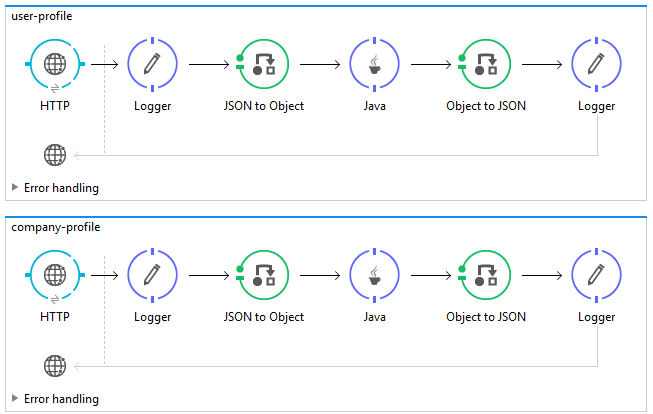 user-profile
HTTP
Logger
JSON to Object
Java
Object to JSON
Logger
Error handling
company-profile
HTTP
Logger
JSON to Object
Java
Object to JSON
Logger
Error handling